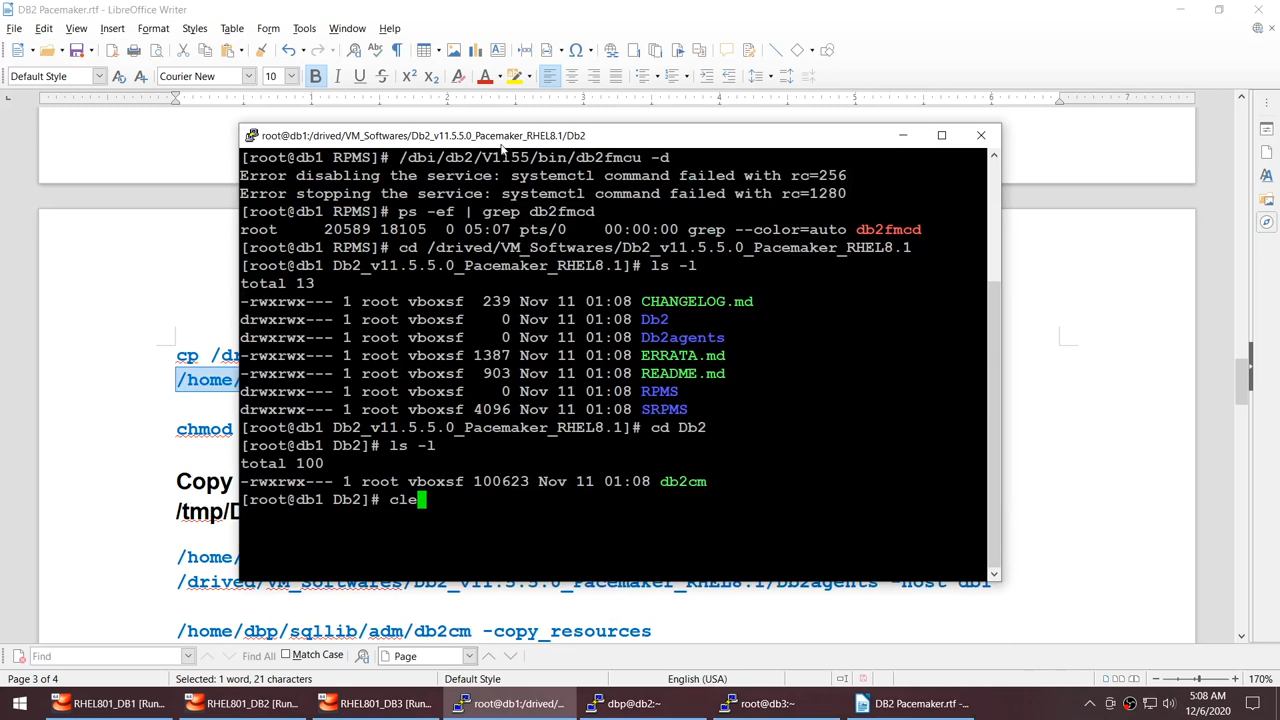 DB2 Pacemaker.rtf - LibreOffice Writer
File Edit View Insert Format Styles Table Form Tools Window Help
Default Style Courier New 10
1 2 3 4 5 6 7
root@db1:/drived/VM_Softwares/Db2_v11.5.5.0_Pacemaker_RHEL8.1/Db2
[root@db1 RPMS]# /dbi/db2/V1155/bin/db2fmcu -d
Error disabling the service: systemctl command failed with rc=256
Error stopping the service: systemctl command failed with rc=1280
[root@db1 RPMS]# ps -ef | grep db2fmcd
root     20589 18105  0 05:07 pts/0    00:00:00 grep --color=auto db2fmcd
[root@db1 RPMS]# cd /drived/VM_Softwares/Db2_v11.5.5.0_Pacemaker_RHEL8.1
[root@db1 Db2_v11.5.5.0_Pacemaker_RHEL8.1]# ls -l
total 13
-rwxrwx--- 1 root vboxsf  239 Nov 11 01:08 CHANGELOG.md
drwxrwx--- 1 root vboxsf    0 Nov 11 01:08 Db2
drwxrwx--- 1 root vboxsf    0 Nov 11 01:08 Db2agents
-rwxrwx--- 1 root vboxsf 1387 Nov 11 01:08 ERRATA.md
-rwxrwx--- 1 root vboxsf  903 Nov 11 01:08 README.md
drwxrwx--- 1 root vboxsf    0 Nov 11 01:08 RPMS
drwxrwx--- 1 root vboxsf 4096 Nov 11 01:08 SRPMS
[root@db1 Db2_v11.5.5.0_Pacemaker_RHEL8.1]# cd Db2
[root@db1 Db2]# ls -l
total 100
-rwxrwx--- 1 root vboxsf 100623 Nov 11 01:08 db2cm
[root@db1 Db2]# cle
cp /dr
/home/
chmod
Copy
/tmp/D
/home/
/drived/VM_Softwares/Db2_v11.5.5.0_Pacemaker_RHEL8.1/Db2agents -host db1
/home/dbp/sqllib/adm/db2cm -copy_resources
Find Find All Match Case Page
Page 3 of 4 Selected: 1 word, 21 characters Default Style English (USA) 170%
RHEL801_DB1 [Run... RHEL801_DB2 [Run... RHEL801_DB3 [Run... root@db1:/drived/... dbp@db2:~ root@db3:~ DB2 Pacemaker.rtf -... 5:08 AM
12/6/2020